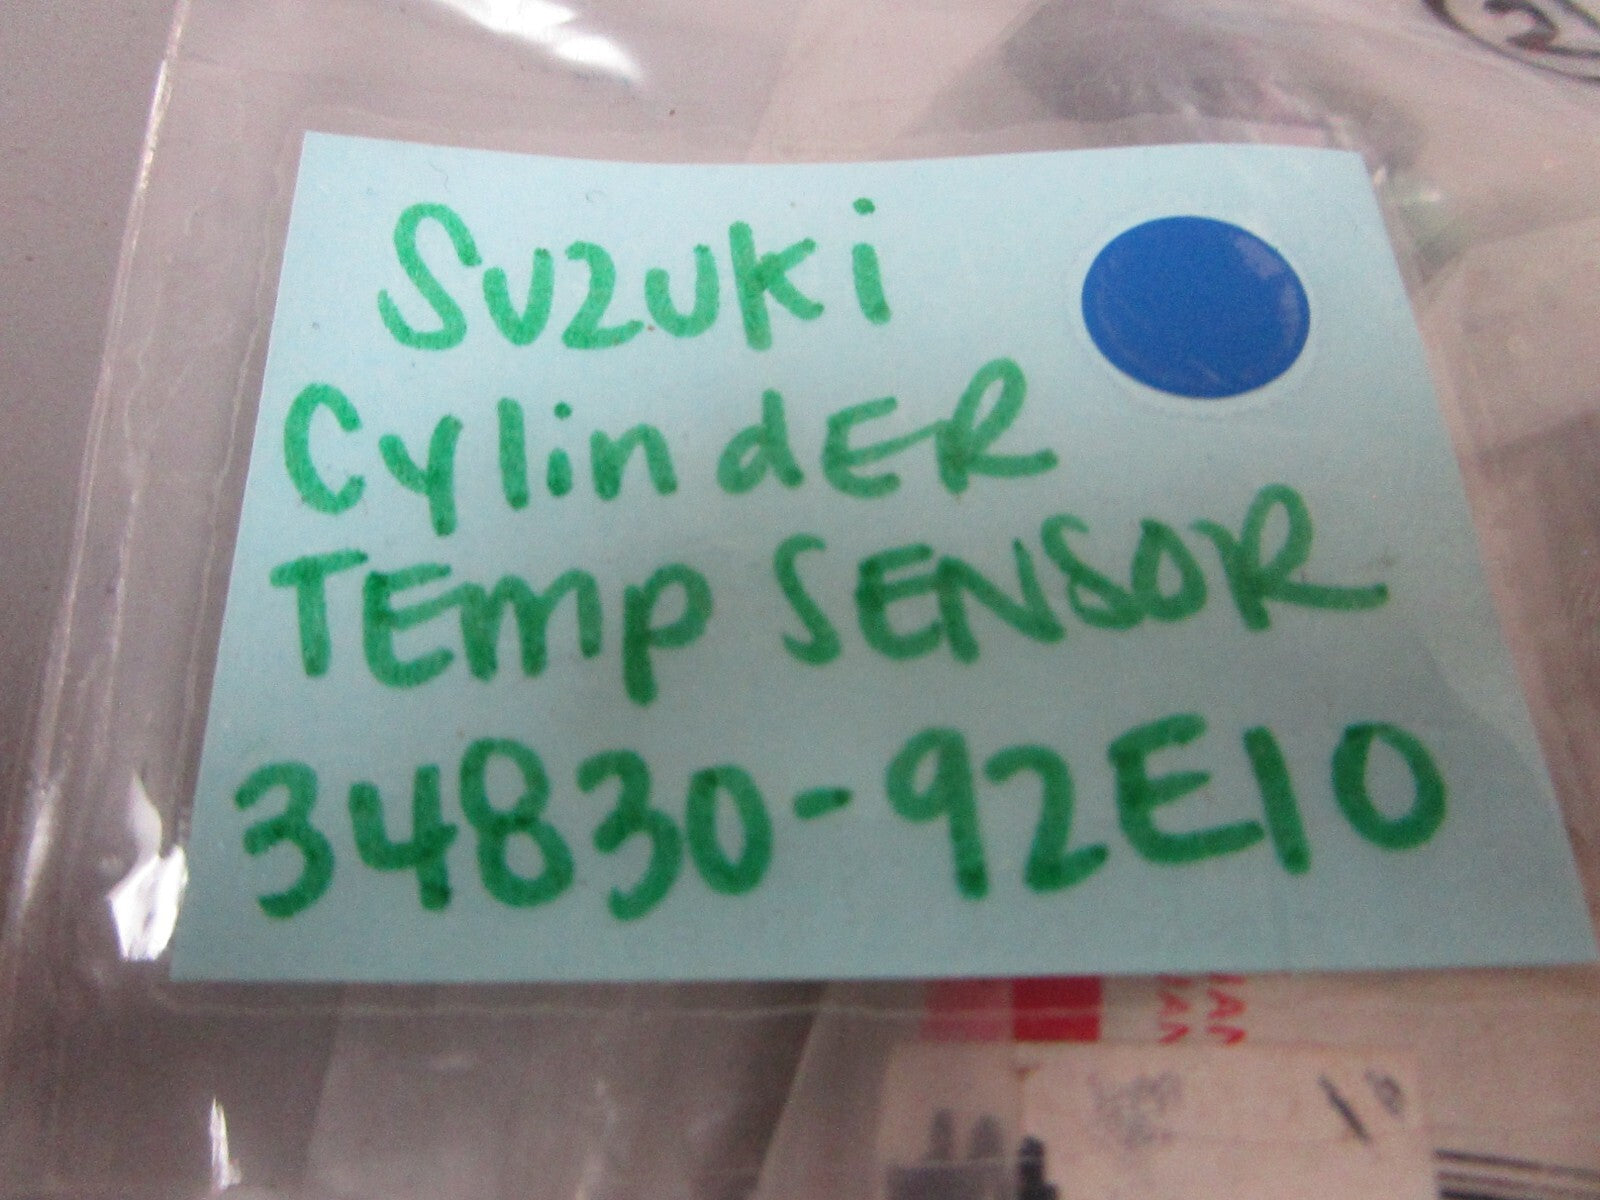 Suzuki
CylindER
TEmp SENSOR
34830-92E10